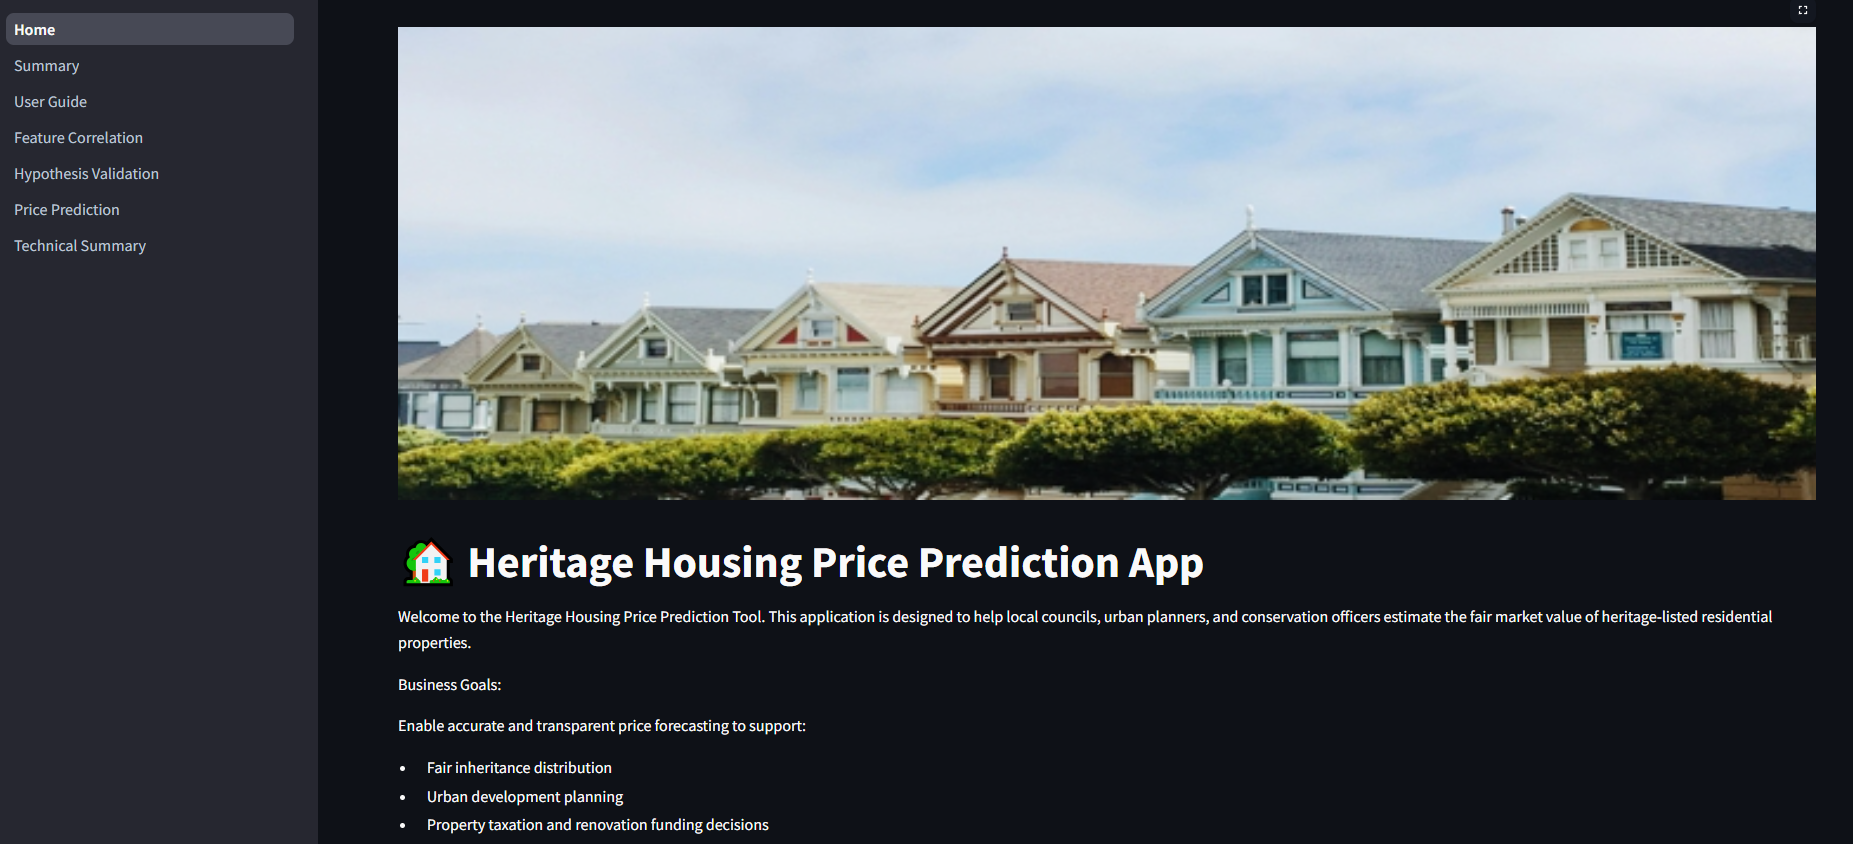 Home
Summary
User Guide
Feature Correlation
Hypothesis Validation
Price Prediction
Technical Summary
Heritage Housing Price Prediction App
Welcome to the Heritage Housing Price Prediction Tool. This application is designed to help local councils, urban planners, and conservation officers estimate the fair market value of heritage-listed residential
properties.
Business Goals:
Enable accurate and transparent price forecasting to support:
• Fair inheritance distribution
• Urban development planning
• Property taxation and renovation funding decisions